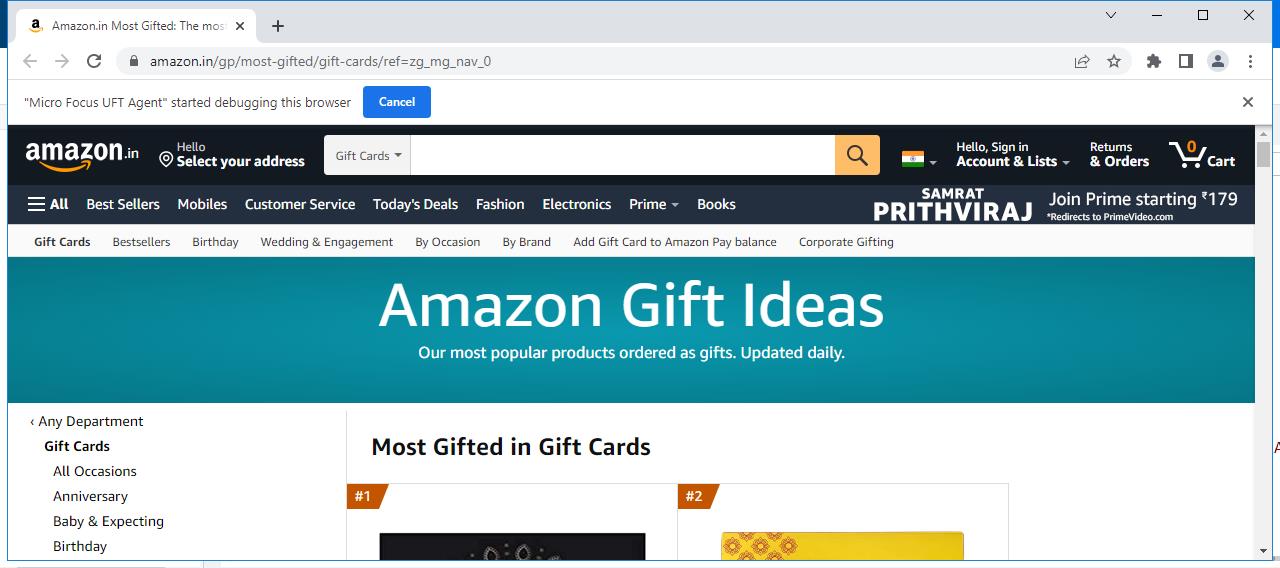 Amazon.in Most Gifted: The mos
amazon.in/gp/most-gifted/gift-cards/ref=zg_mg_nav_0
"Micro Focus UFT Agent" started debugging this browser
Cancel
amazon.in
Hello
Select your address
Gift Cards
Hello, Sign in
Account & Lists
Returns
& Orders
0
Cart
All
Best Sellers
Mobiles
Customer Service
Today's Deals
Fashion
Electronics
Prime
Books
SAMRAT
PRITHVIRAJ
Join Prime starting ₹179
*Redirects to PrimeVideo.com
Gift Cards
Bestsellers
Birthday
Wedding & Engagement
By Occasion
By Brand
Add Gift Card to Amazon Pay balance
Corporate Gifting
Amazon Gift Ideas
Our most popular products ordered as gifts. Updated daily.
‹ Any Department
Gift Cards
All Occasions
Anniversary
Baby & Expecting
Birthday
Most Gifted in Gift Cards
#1
#2